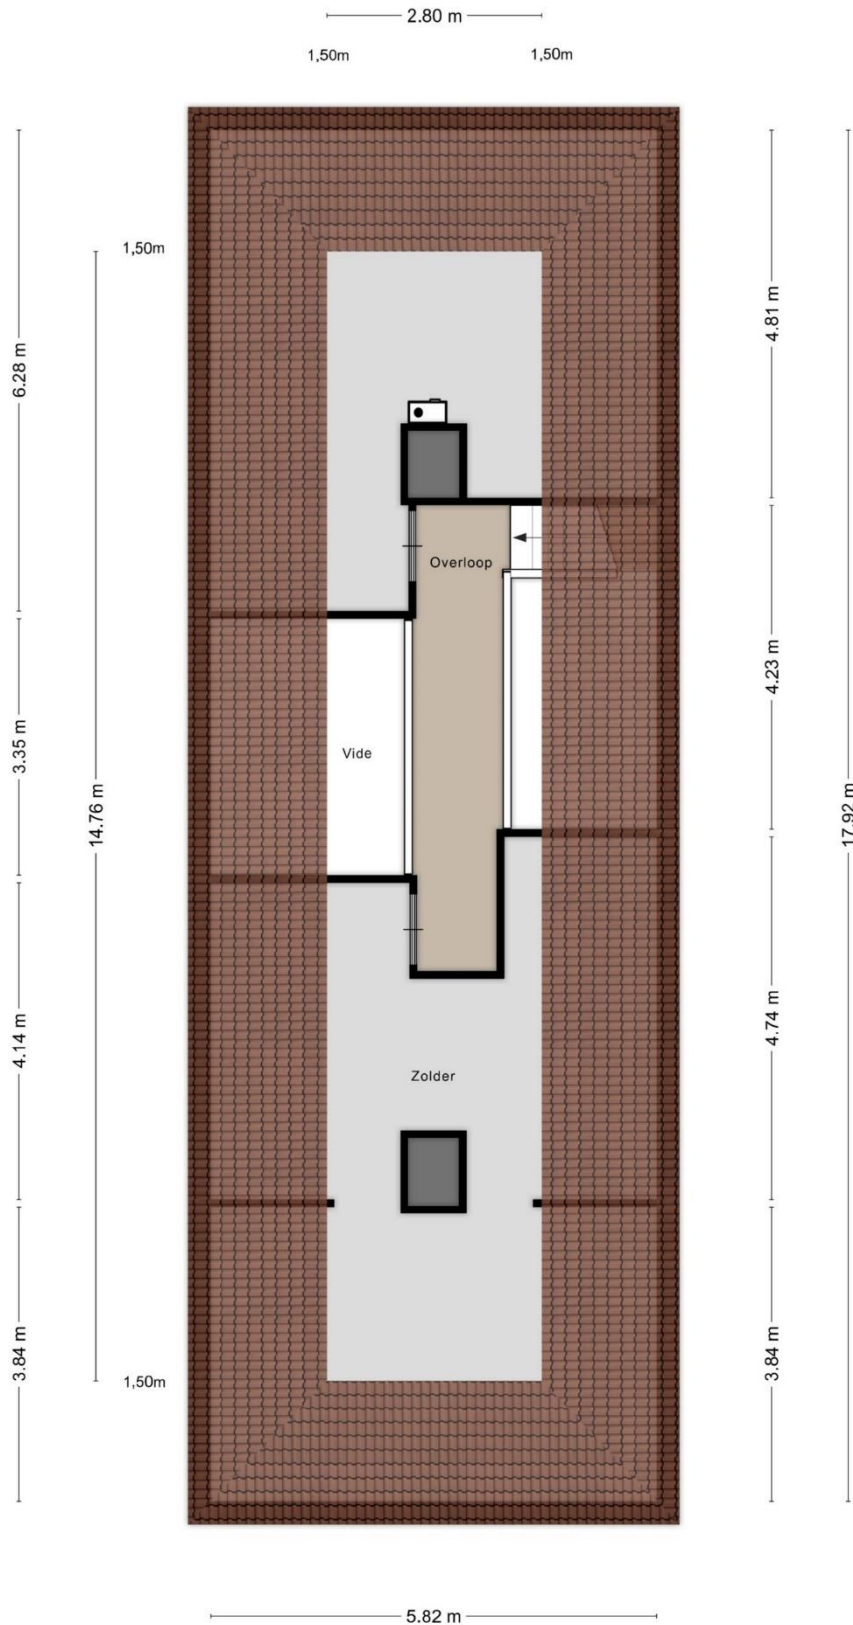 2.80 m
1,50m 1,50m
1,50m
4.81 m
6.28 m
Overloop
4.23 m
3.35 m
Vide
14.76 m
17.92 m
4.74 m
4.14 m
Zolder
3.84 m
3.84 m
1,50m
5.82 m